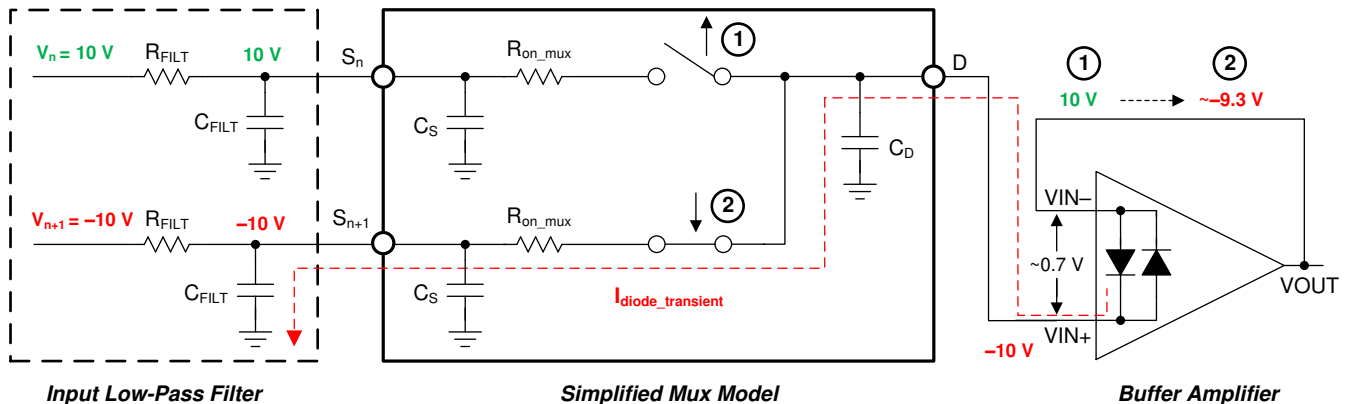 Vn = 10 V
RFILT
10 V
Sn
Ron_mux
1
D
1
2
10 V
~–9.3 V
CFILT
CS
CD
VIN–
Vn+1 = –10 V
RFILT
–10 V
Sn+1
Ron_mux
2
~0.7 V
CFILT
CS
Idiode_transient
VOUT
VIN+
–10 V
Input Low-Pass Filter
Simplified Mux Model
Buffer Amplifier